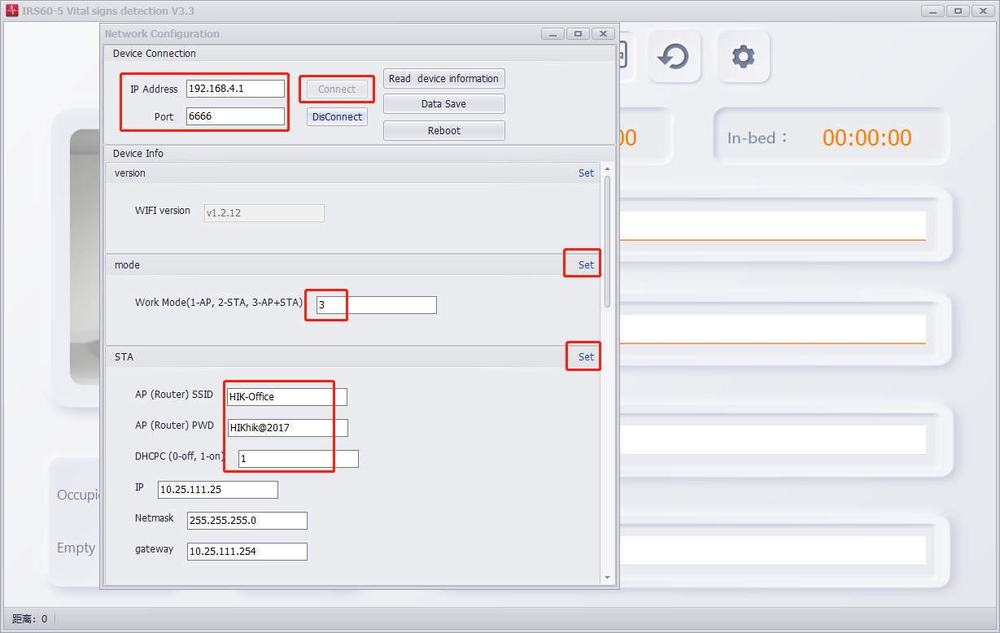 IRS60-5 Vital signs detection V3.3
Network Configuration
Device Connection
IP Address 192.168.4.1 Connect Read device information
Port 6666 DisConnect Data Save
Reboot
Device Info
version Set
WIFI version v1.2.12
mode Set
Work Mode(1-AP, 2-STA, 3-AP+STA) 3
STA Set
AP (Router) SSID HIK-Office
AP (Router) PWD HIKhik@2017
DHCPC (0-off, 1-on) 1
IP 10.25.111.25
Netmask 255.255.255.0
gateway 10.25.111.254
In-bed : 00:00:00
Empty
距离: 0